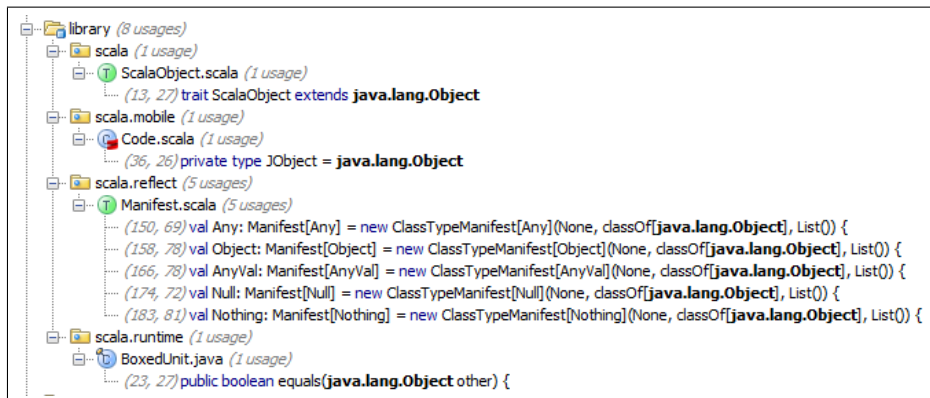 library (8 usages)
scala (1 usage)
T ScalaObject.scala (1 usage)
(13, 27) trait ScalaObject extends java.lang.Object
scala.mobile (1 usage)
C Code.scala (1 usage)
(36, 26) private type JObject = java.lang.Object
scala.reflect (5 usages)
T Manifest.scala (5 usages)
(150, 69) val Any: Manifest[Any] = new ClassTypeManifest[Any](None, classOf[java.lang.Object], List()) {
(158, 78) val Object: Manifest[Object] = new ClassTypeManifest[Object](None, classOf[java.lang.Object], List()) {
(166, 78) val AnyVal: Manifest[AnyVal] = new ClassTypeManifest[AnyVal](None, classOf[java.lang.Object], List()) {
(174, 72) val Null: Manifest[Null] = new ClassTypeManifest[Null](None, classOf[java.lang.Object], List()) {
(183, 81) val Nothing: Manifest[Nothing] = new ClassTypeManifest[Nothing](None, classOf[java.lang.Object], List()) {
scala.runtime (1 usage)
BoxedUnit.java (1 usage)
(23, 27) public boolean equals(java.lang.Object other) {